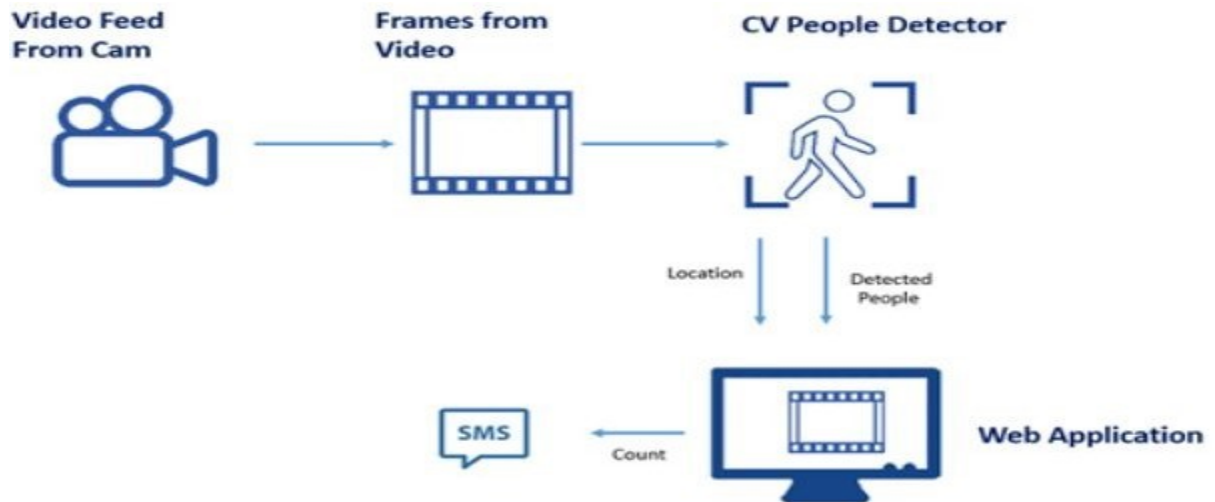 Video Feed
From Cam
Frames from
Video
CV People Detector
Location
Detected
People
Web Application
SMS
Count